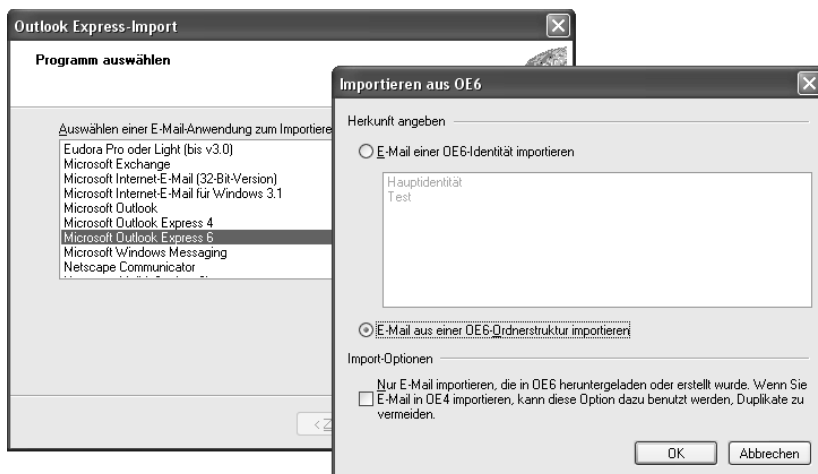 Outlook Express-Import
Programm auswählen
Auswählen einer E-Mail-Anwendung zum
Eudora Pro oder Light (bis v3.0)
Microsoft Exchange
Microsoft Internet-E-Mail (32-Bit-Version)
Microsoft Internet-E-Mail für Windows 3.1
Microsoft Outlook
Microsoft Outlook Express 4
Microsoft Outlook Express 6
Microsoft Windows Messaging
Netscape Communicator
< Z
Importieren aus OE6
Herkunft angeben
E-Mail einer OE6-Identität importieren
Hauptidentität
Test
E-Mail aus einer OE6-Ordnerstruktur importieren
Import-Optionen
Nur E-Mail importieren, die in OE6 heruntergeladen oder erstellt wurde. Wenn Sie
E-Mail in OE4 importieren, kann diese Option dazu benutzt werden, Duplikate zu
vermeiden.
OK
Abbrechen